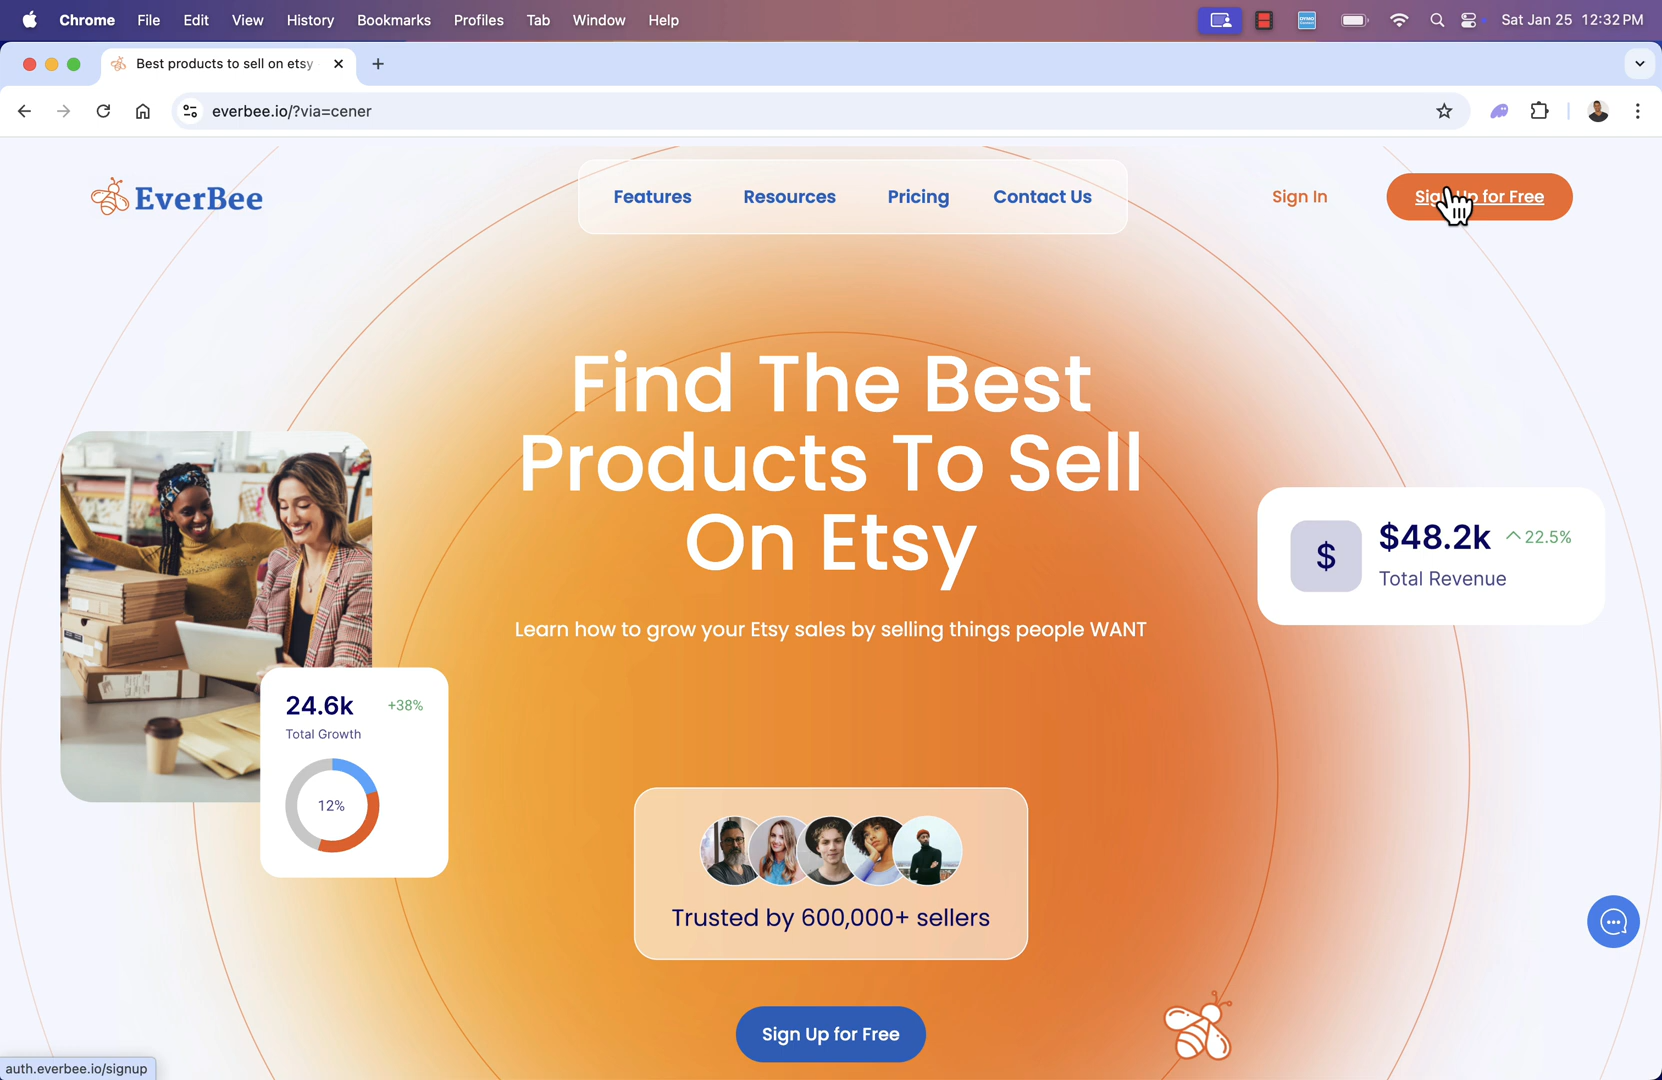 Chrome File Edit View History Bookmarks Profiles Tab Window Help Sat Jan 25 12:32 PM
Best products to sell on etsy
everbee.io/?via=cener
EverBee Features Resources Pricing Contact Us Sign In Sign Up for Free
Find The Best
Products To Sell
On Etsy
Learn how to grow your Etsy sales by selling things people WANT
$ $48.2k 22.5%
Total Revenue
24.6k +38%
Total Growth
12%
Trusted by 600,000+ sellers
Sign Up for Free
auth.everbee.io/signup